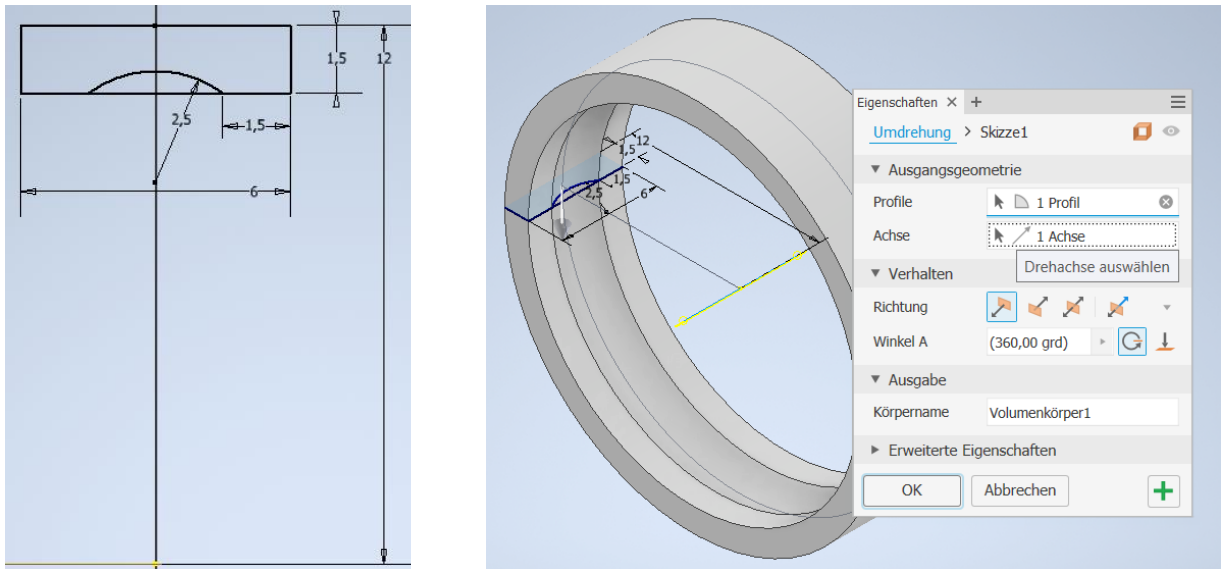 1,5
12
2,5
1,5
6
12
1,5
1,5
2,5
6
Eigenschaften × +
Umdrehung > Skizze1
Ausgangsgeometrie
Profile 1 Profil
Achse 1 Achse
Drehachse auswählen
Verhalten
Richtung
Winkel A (360,00 grd)
Ausgabe
Körpername Volumenkörper1
Erweiterte Eigenschaften
OK Abbrechen